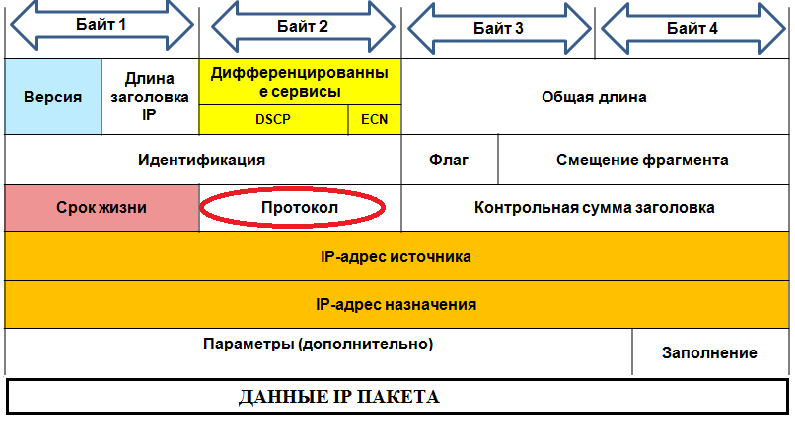 Байт 1 Байт 2 Байт 3 Байт 4
Версия
Длина
заголовка
IP
Дифференцированны
е сервисы
DSCP ECN
Общая длина
Идентификация Флаг Смещение фрагмента
Срок жизни Протокол Контрольная сумма заголовка
IP-адрес источника
IP-адрес назначения
Параметры (дополнительно) Заполнение
ДАННЫЕ IP ПАКЕТА